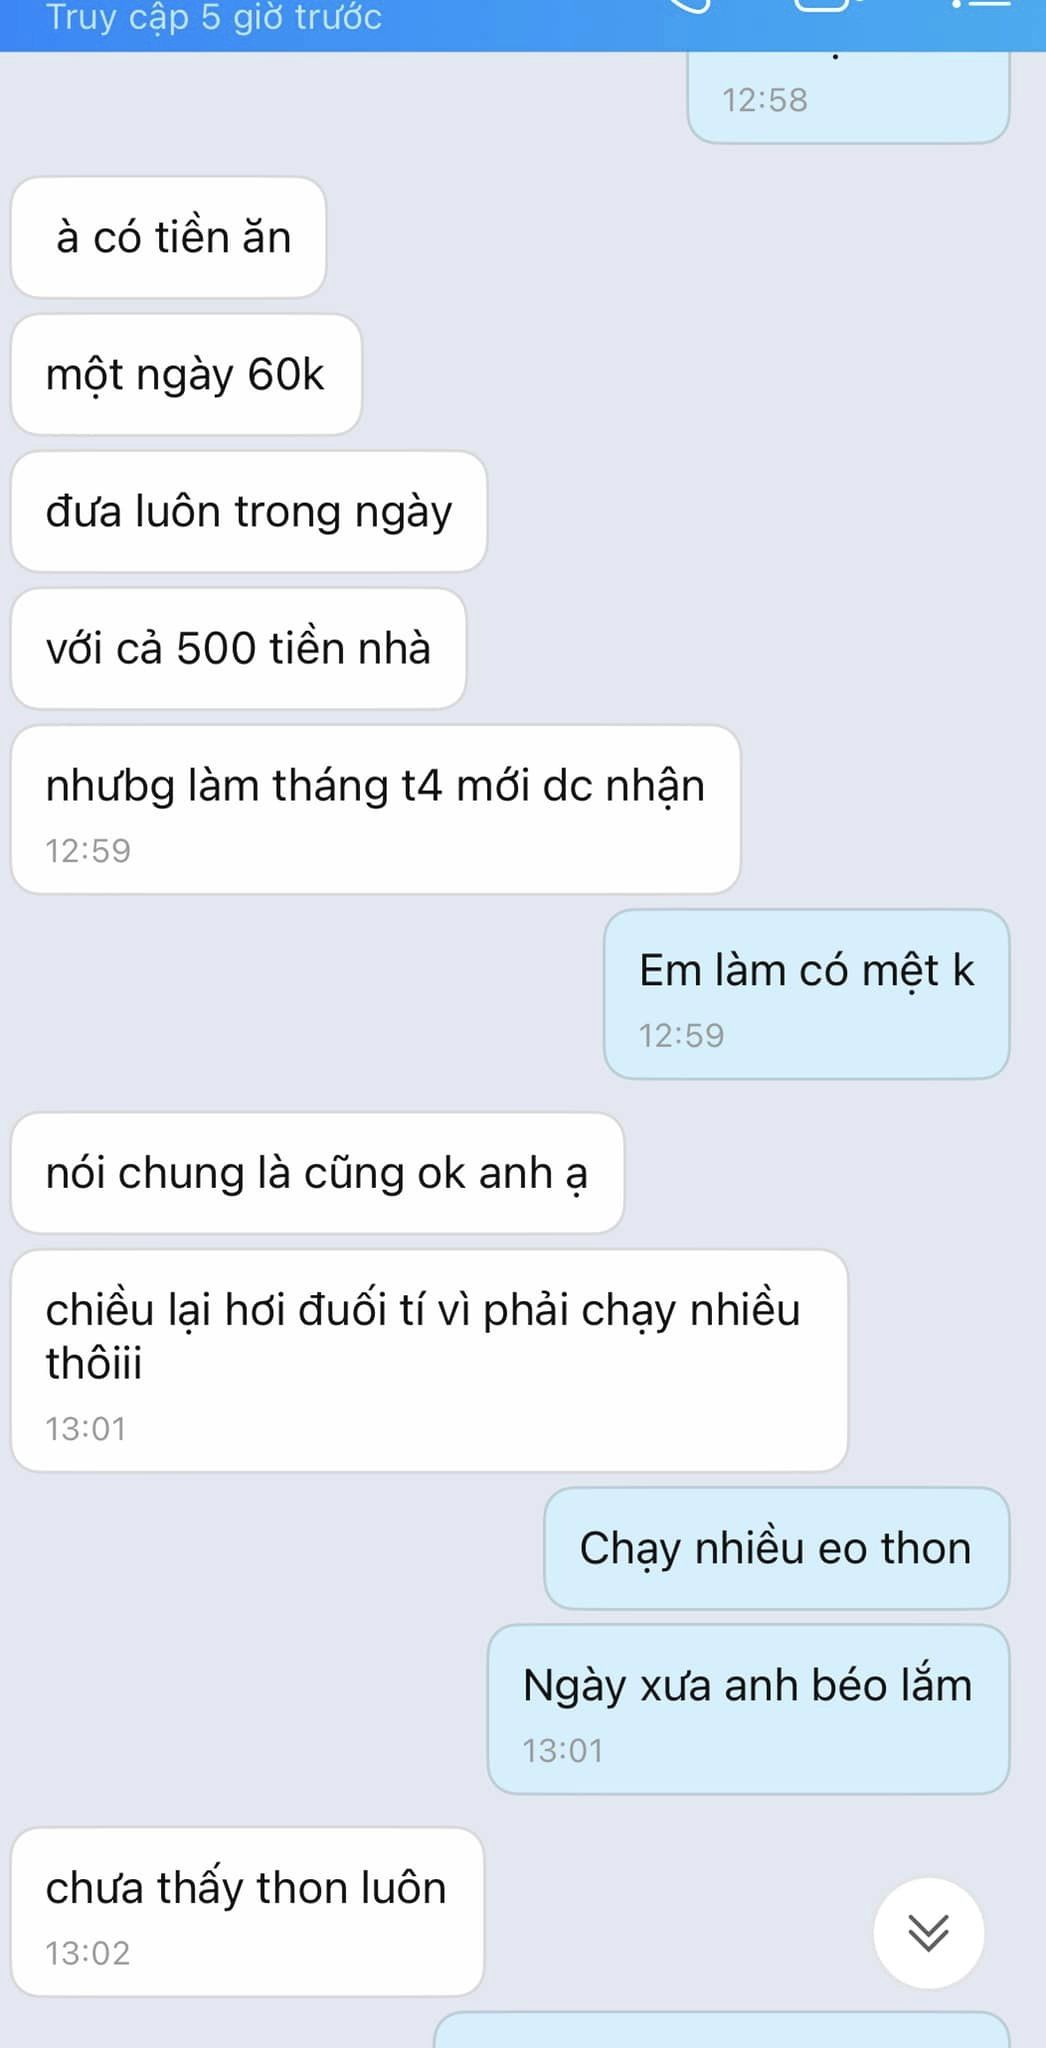 Truy cập 5 giờ trước
12:58
à có tiền ăn
một ngày 60k
đưa luôn trong ngày
với cả 500 tiền nhà
nhưbg làm tháng t4 mới dc nhận
12:59
Em làm có mệt k
12:59
nói chung là cũng ok anh ạ
chiều lại hơi đuối tí vì phải chạy nhiều
thôiii
13:01
Chạy nhiều eo thon
Ngày xưa anh béo lắm
13:01
chưa thấy thon luôn
13:02